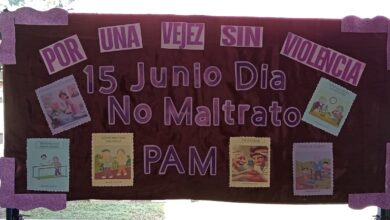 POR UNA VEJEZ SIN VIOLENCIA
15 Junio Dia
No Maltrato
PAM